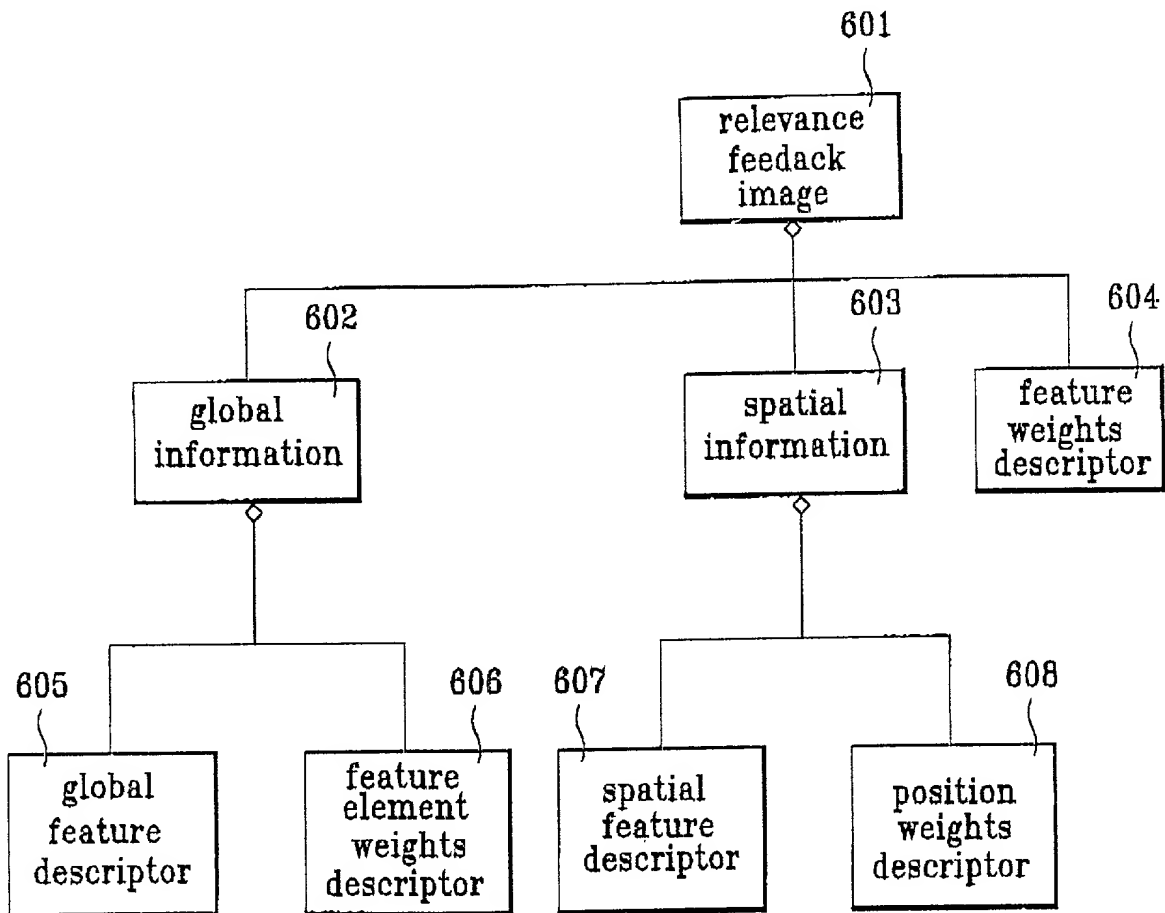 601
relevance
feedack
image
602
603
604
global
information
spatial
information
feature
weights
descriptor
605
606
607
608
global
feature
descriptor
feature
element
weights
descriptor
spatial
feature
descriptor
position
weights
descriptor